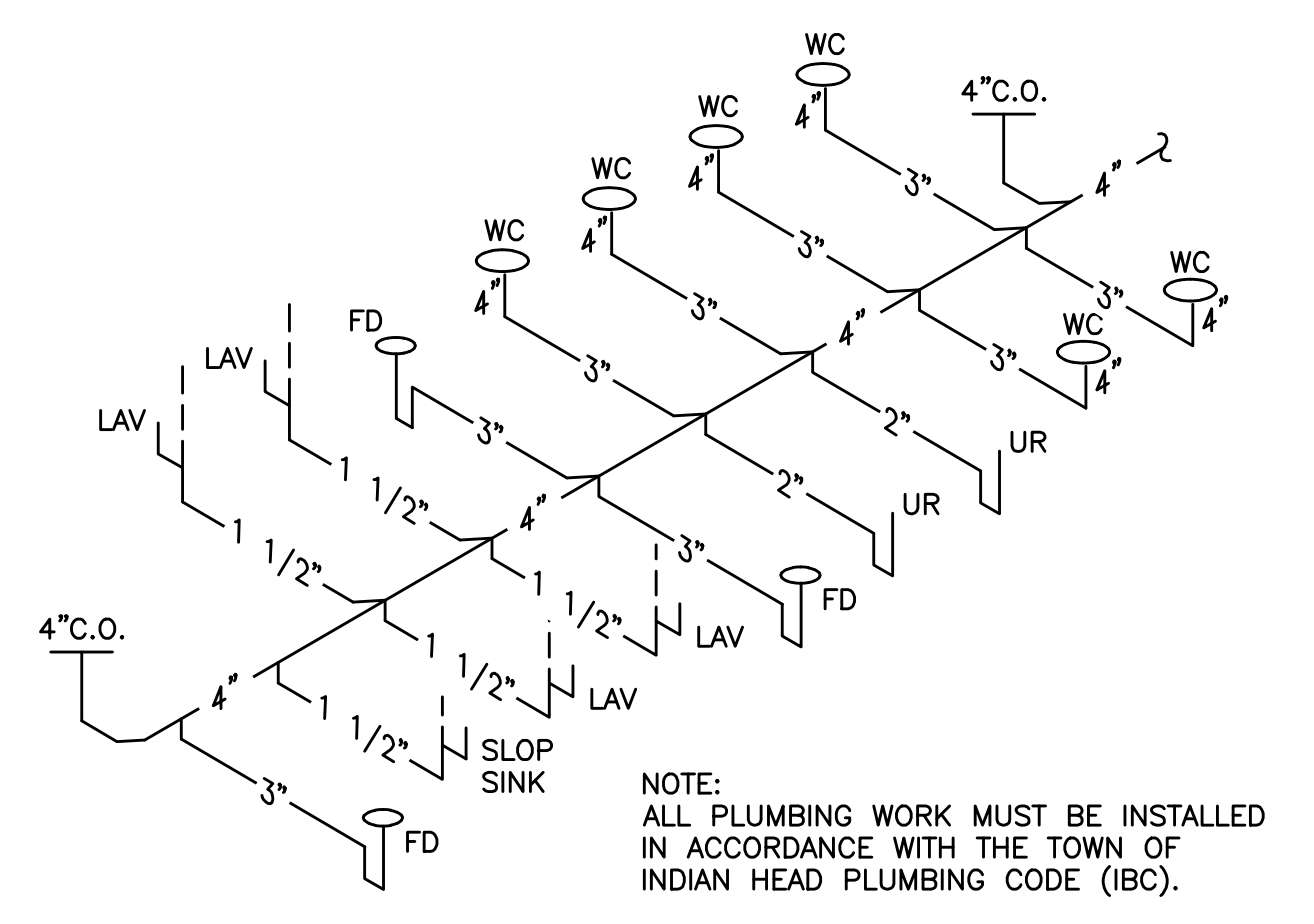 WC
4"
4"C.O.
WC
4"
3"
4"
WC
4"
3"
WC
WC
4"
3"
3"
4"
FD
4"
WC
3"
4"
LAV
3"
2"
UR
LAV
3"
1 1/2"
2"
UR
4"
1 1/2"
3"
1 1/2"
FD
4"C.O.
LAV
1 1/2"
4"
LAV
1 1/2"
SLOP
SINK
3"
FD
NOTE:
ALL PLUMBING WORK MUST BE INSTALLED
IN ACCORDANCE WITH THE TOWN OF
INDIAN HEAD PLUMBING CODE (IBC).